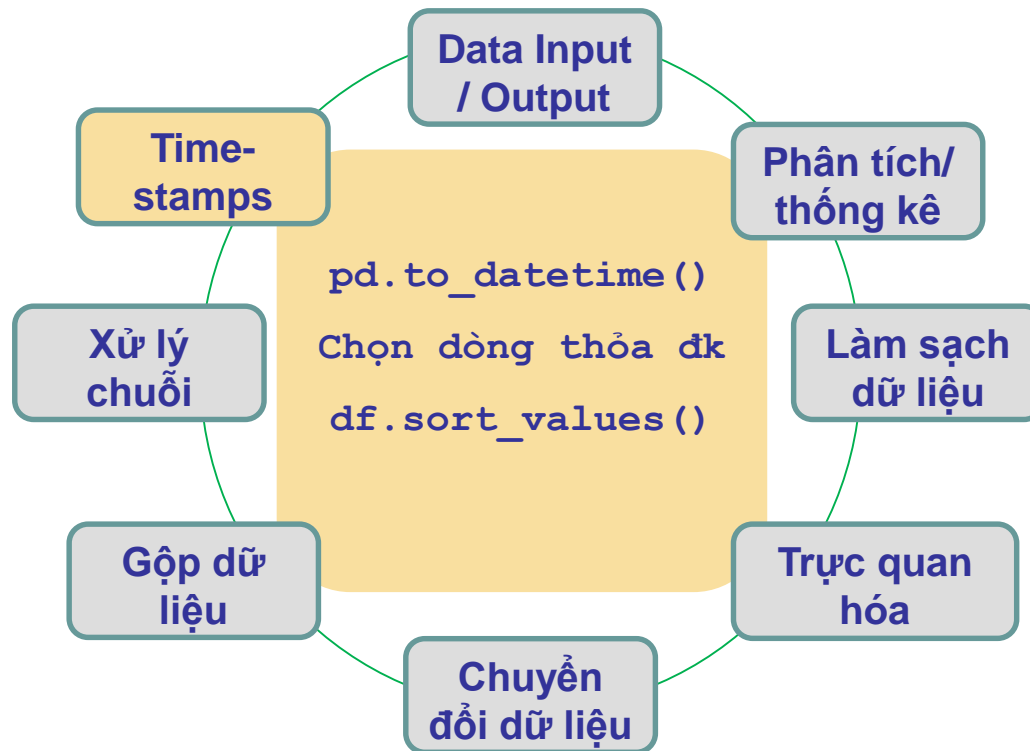 Data Input
/ Output
Time-
stamps
Phân tích/
thống kê
pd.to_datetime()
Chọn dòng thỏa đk
df.sort_values()
Xử lý
chuỗi
Làm sạch
dữ liệu
Gộp dữ
liệu
Trực quan
hóa
Chuyển
đổi dữ liệu